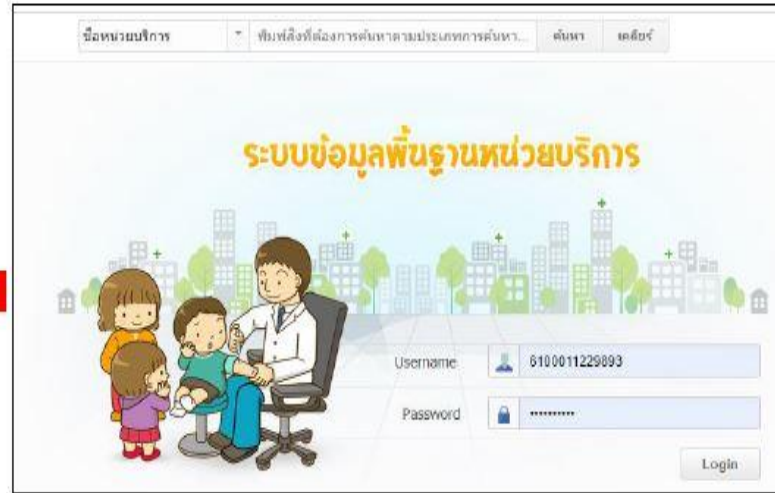 ชื่อหน่วยบริการ พิมพ์สิ่งที่ต้องการค้นหาตามประเภทการค้นหา... ค้นหา เคลียร์
ระบบข้อมูลพื้นฐานหน่วยบริการ
Username 6100011229893
Password ••••••••••
Login